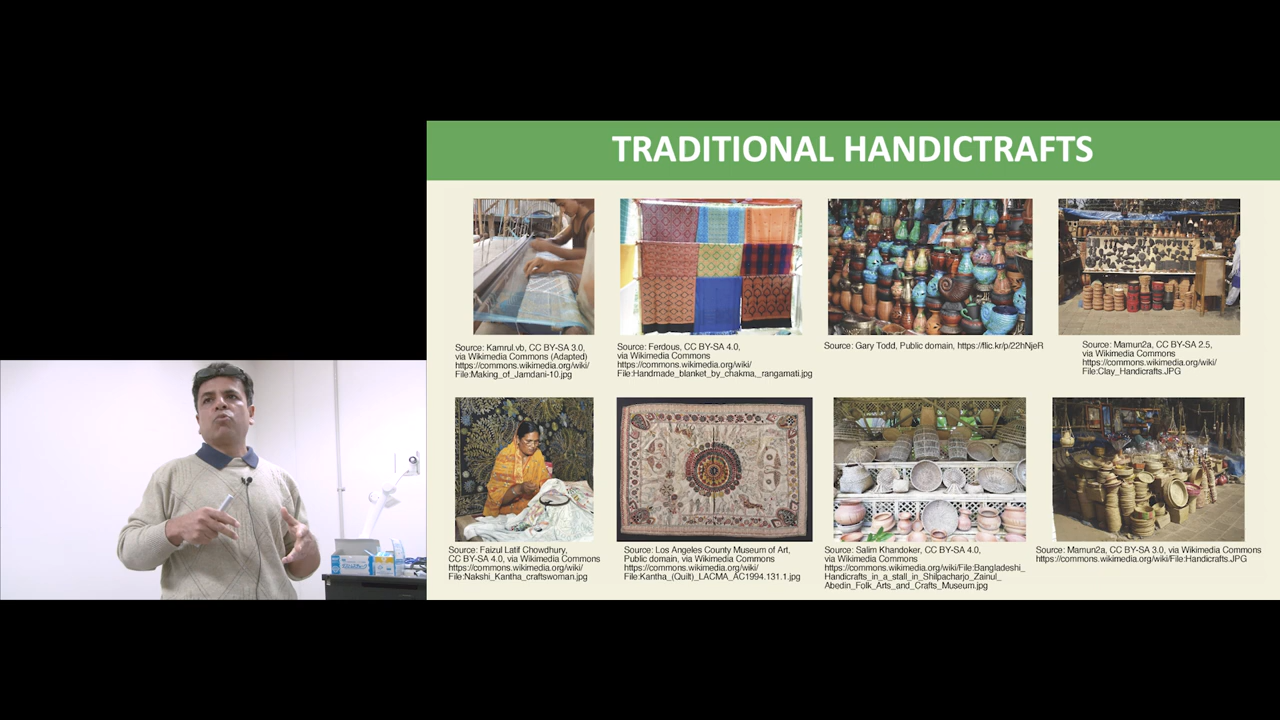 TRADITIONAL HANDICTRAFTS
Source: Kamrul.vb, CC BY-SA 3.0,
via Wikimedia Commons (Adapted)
https://commons.wikimedia.org/wiki/
File:Making_of_Jamdani-10.jpg
Source: Ferdous, CC BY-SA 4.0,
via Wikimedia Commons
https://commons.wikimedia.org/wiki/
File:Handmade_blanket_by_chakma,_rangamati.jpg
Source: Gary Todd, Public domain, https://flic.kr/p/22hNjeR
Source: Mamun2a, CC BY-SA 2.5,
via Wikimedia Commons
https://commons.wikimedia.org/wiki/
File:Clay_Handicrafts.JPG
Source: Faizul Latif Chowdhury,
CC BY-SA 4.0, via Wikimedia Commons
https://commons.wikimedia.org/wiki/
File:Nakshi_Kantha_craftswoman.jpg
Source: Los Angeles County Museum of Art,
Public domain, via Wikimedia Commons
https://commons.wikimedia.org/wiki/
File:Kantha_(Quilt)_LACMA_AC1994.131.1.jpg
Source: Salim Khandoker, CC BY-SA 4.0,
via Wikimedia Commons
https://commons.wikimedia.org/wiki/File:Bangladeshi_
Handicrafts_in_a_stall_in_Shilpacharjo_Zainul_
Abedin_Folk_Arts_and_Crafts_Museum.jpg
Source: Mamun2a, CC BY-SA 3.0, via Wikimedia Commons
https://commons.wikimedia.org/wiki/File:Handicrafts.JPG